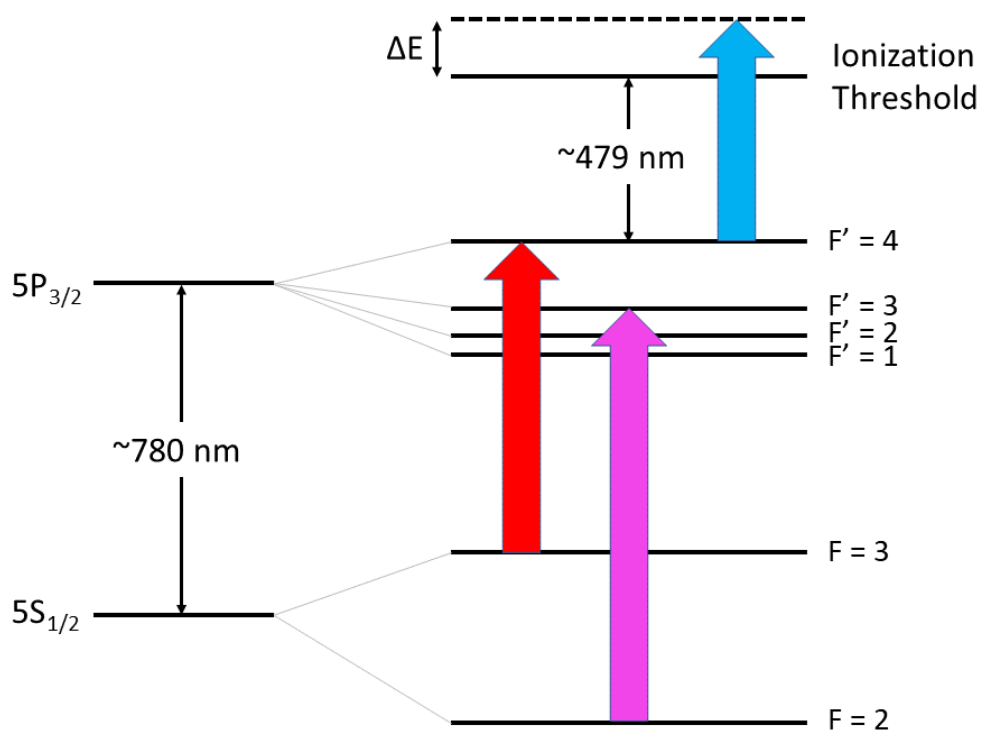 ΔE
Ionization
Threshold
~479 nm
F' = 4
5P3/2
F' = 3
F' = 2
F' = 1
~780 nm
F = 3
5S1/2
F = 2